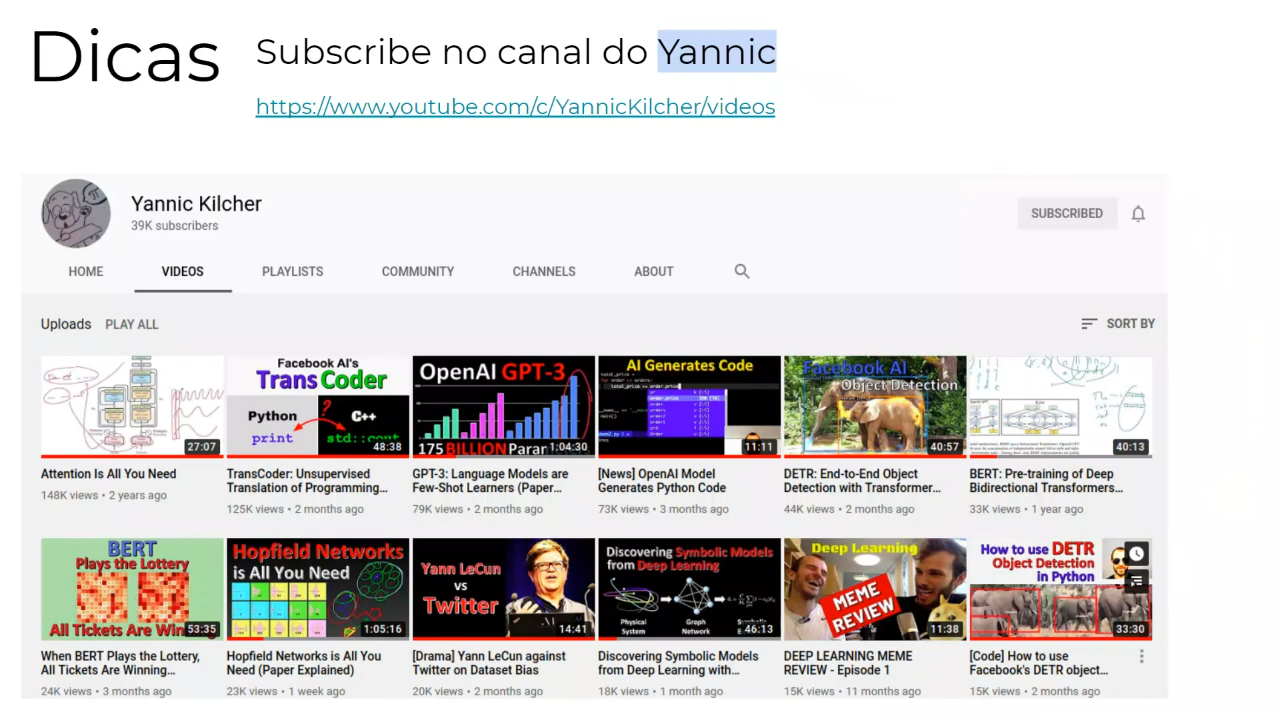 Dicas
Subscribe no canal do Yannic
https://www.youtube.com/c/YannicKilcher/videos
Yannic Kilcher
39K subscribers
SUBSCRIBED
HOME VIDEOS PLAYLISTS COMMUNITY CHANNELS ABOUT
Uploads PLAY ALL
SORT BY
27:07
Attention Is All You Need
148K views • 2 years ago
Facebook AI's
TransCoder
Python
C++
?
print
48:38
TransCoder: Unsupervised
Translation of Programming...
125K views • 2 months ago
OpenAI GPT-3
175 BILLION
1:04:30
GPT-3: Language Models are
Few-Shot Learners (Paper...
79K views • 2 months ago
AI Generates Code
11:11
[News] OpenAI Model
Generates Python Code
73K views • 3 months ago
Facebook AI
Object Detection
40:57
DETR: End-to-End Object
Detection with Transformer...
44K views • 2 months ago
40:13
BERT: Pre-training of Deep
Bidirectional Transformers...
33K views • 1 year ago
BERT
Plays the Lottery
All Tickets Are
53:35
When BERT Plays the Lottery,
All Tickets Are Winning...
24K views • 3 months ago
Hopfield Networks
is All You Need
1:05:16
Hopfield Networks is All You
Need (Paper Explained)
23K views • 1 week ago
Yann LeCun
vs
Twitter
14:41
[Drama] Yann LeCun against
Twitter on Dataset Bias
20K views • 2 months ago
Discovering Symbolic Models
from Deep Learning
Physical
System
Graph
Network
46:13
Discovering Symbolic Models
from Deep Learning with...
18K views • 1 month ago
Deep Learning
MEME
REVIEW
11:38
DEEP LEARNING MEME
REVIEW - Episode 1
15K views • 11 months ago
How to use DETR
Object Detection
in Python
33:30
[Code] How to use
Facebook's DETR object...
15K views • 2 months ago